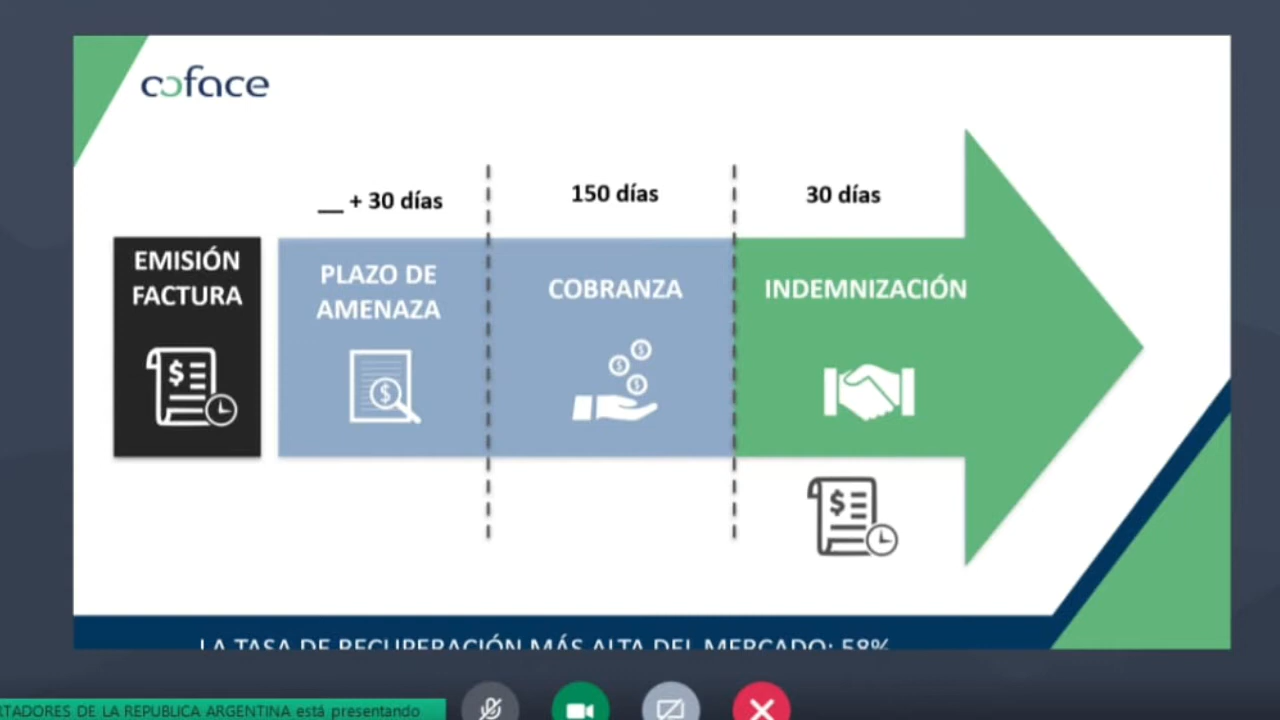 coface
__ + 30 días
150 días
30 días
EMISIÓN
FACTURA
PLAZO DE
AMENAZA
COBRANZA
INDEMNIZACIÓN
LA TASA DE RECUPERACIÓN MÁS ALTA DEL MERCADO: 58%
RTADORES DE LA REPUBLICA ARGENTINA está presentando